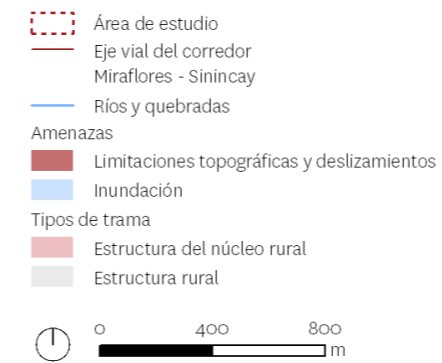 Área de estudio
Eje vial del corredor
Miraflores - Sinincay
Ríos y quebradas
Amenazas
Limitaciones topográficas y deslizamientos
Inundación
Tipos de trama
Estructura del núcleo rural
Estructura rural
0 400 800
m